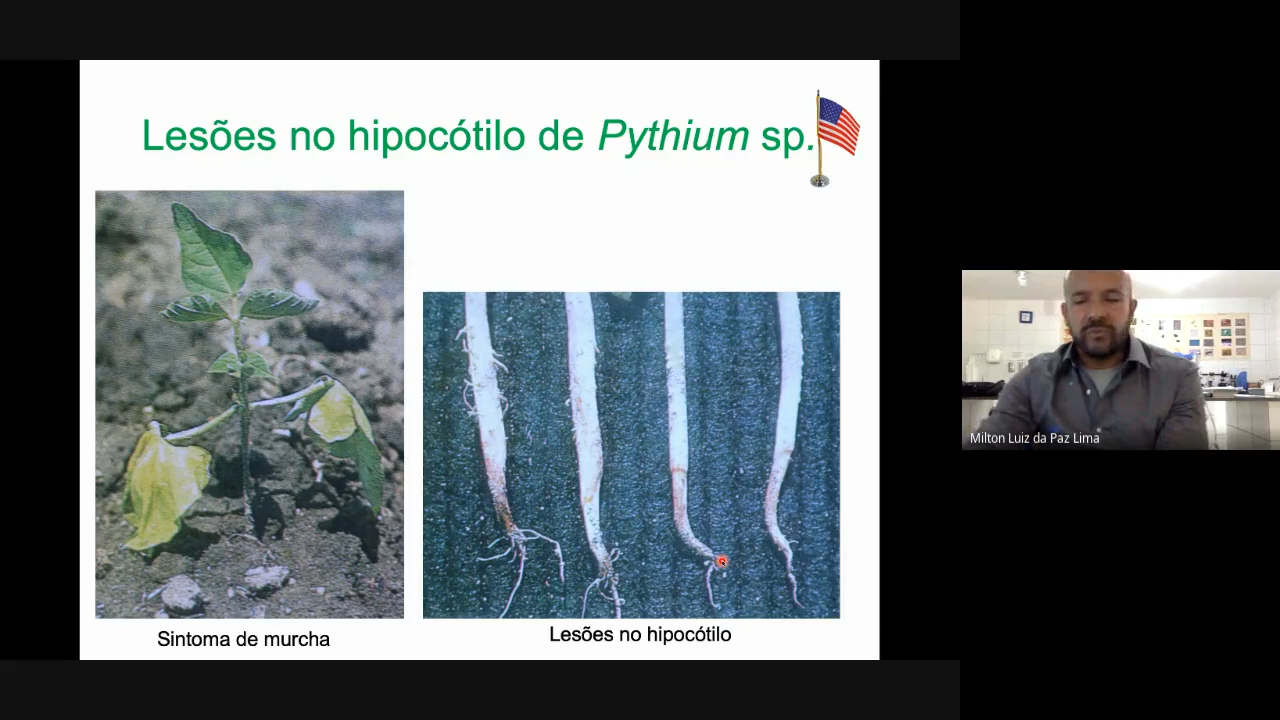 Lesões no hipocótilo de Pythium sp.
Sintoma de murcha
Lesões no hipocótilo
Milton Luiz da Paz Lima